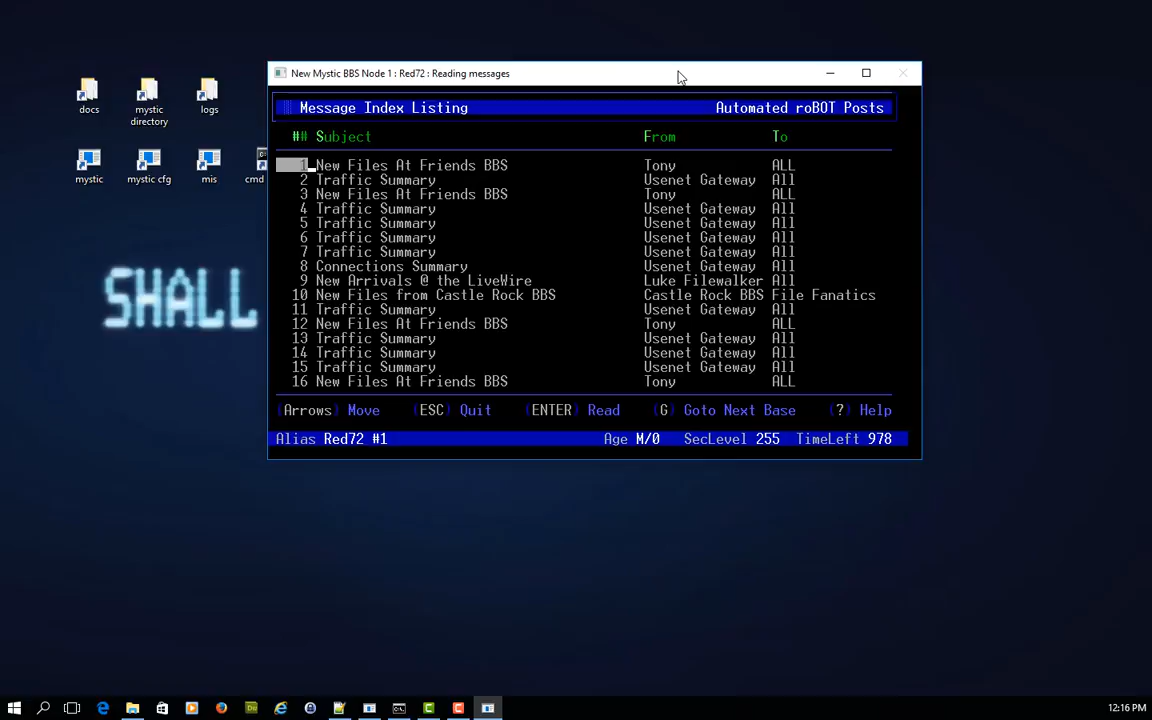 New Mystic BBS Node 1 : Red72 : Reading messages
docs
mystic directory
logs
Message Index Listing Automated roBOT Posts
## Subject From To
1 New Files At Friends BBS Tony ALL
2 Traffic Summary Usenet Gateway All
3 New Files At Friends BBS Tony ALL
4 Traffic Summary Usenet Gateway All
5 Traffic Summary Usenet Gateway All
6 Traffic Summary Usenet Gateway All
7 Traffic Summary Usenet Gateway All
8 Connections Summary Usenet Gateway All
9 New Arrivals @ the LiveWire Luke Filewalker All
10 New Files from Castle Rock BBS Castle Rock BBS File Fanatics
11 Traffic Summary Usenet Gateway All
12 New Files At Friends BBS Tony ALL
13 Traffic Summary Usenet Gateway All
14 Traffic Summary Usenet Gateway All
15 Traffic Summary Usenet Gateway All
16 New Files At Friends BBS Tony ALL
(Arrows) Move (ESC) Quit (ENTER) Read (G) Goto Next Base (?) Help
Alias Red72 #1 Age M/0 SecLevel 255 TimeLeft 978
mystic
mystic cfg
mis
cmd
SHALL
Du
12:16 PM